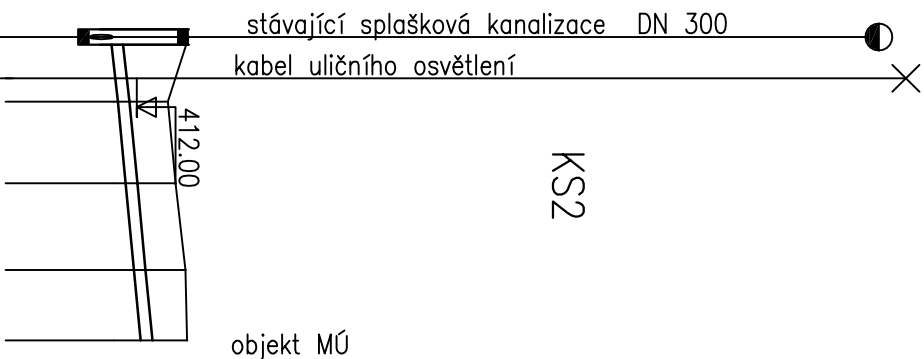 stávající splašková kanalizace DN 300
kabel uličního osvětlení
412.00
KS2
objekt MÚ